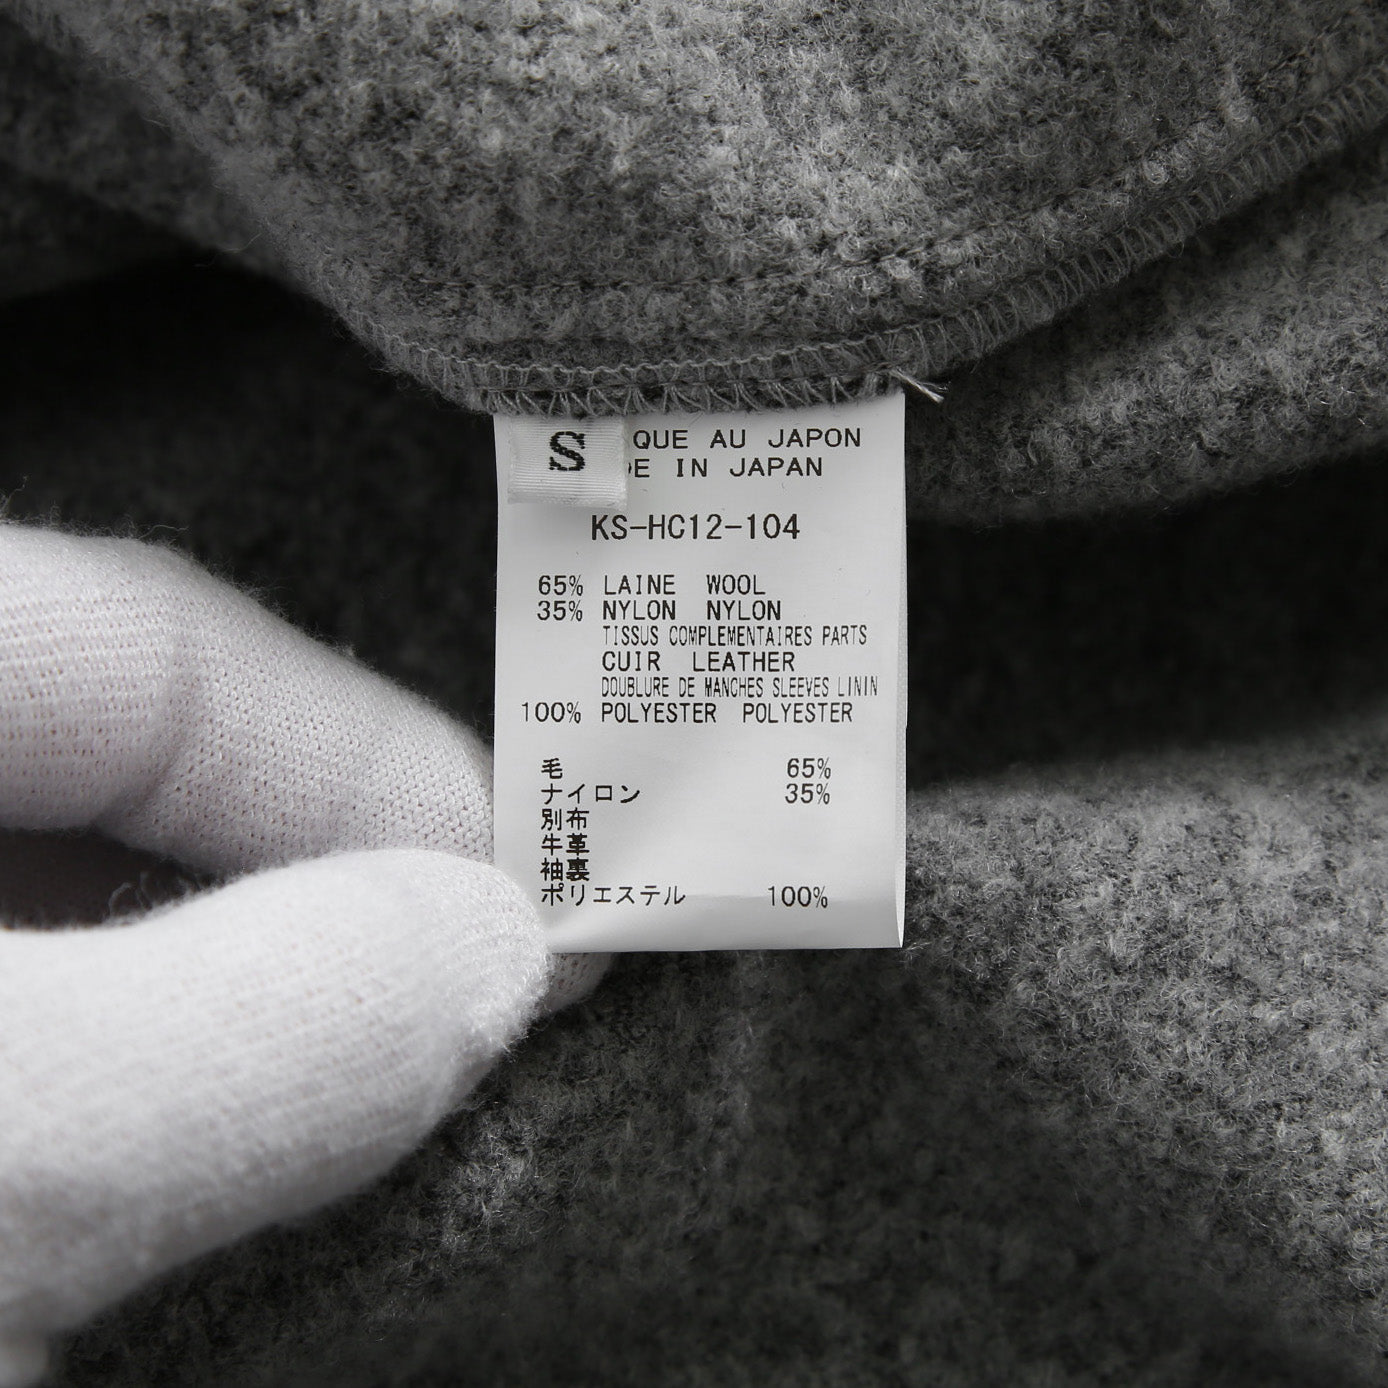 S
QUE AU JAPON
IN JAPAN
KS-HC12-104
65% LAINE WOOL
35% NYLON NYLON
TISSUS COMPLEMENTAIRES PARTS
CUIR LEATHER
DOUBLURE DE MANCHES SLEEVES LININ
100% POLYESTER POLYESTER
毛 65%
ナイロン 35%
別布
牛革
袖裏
ポリエステル 100%